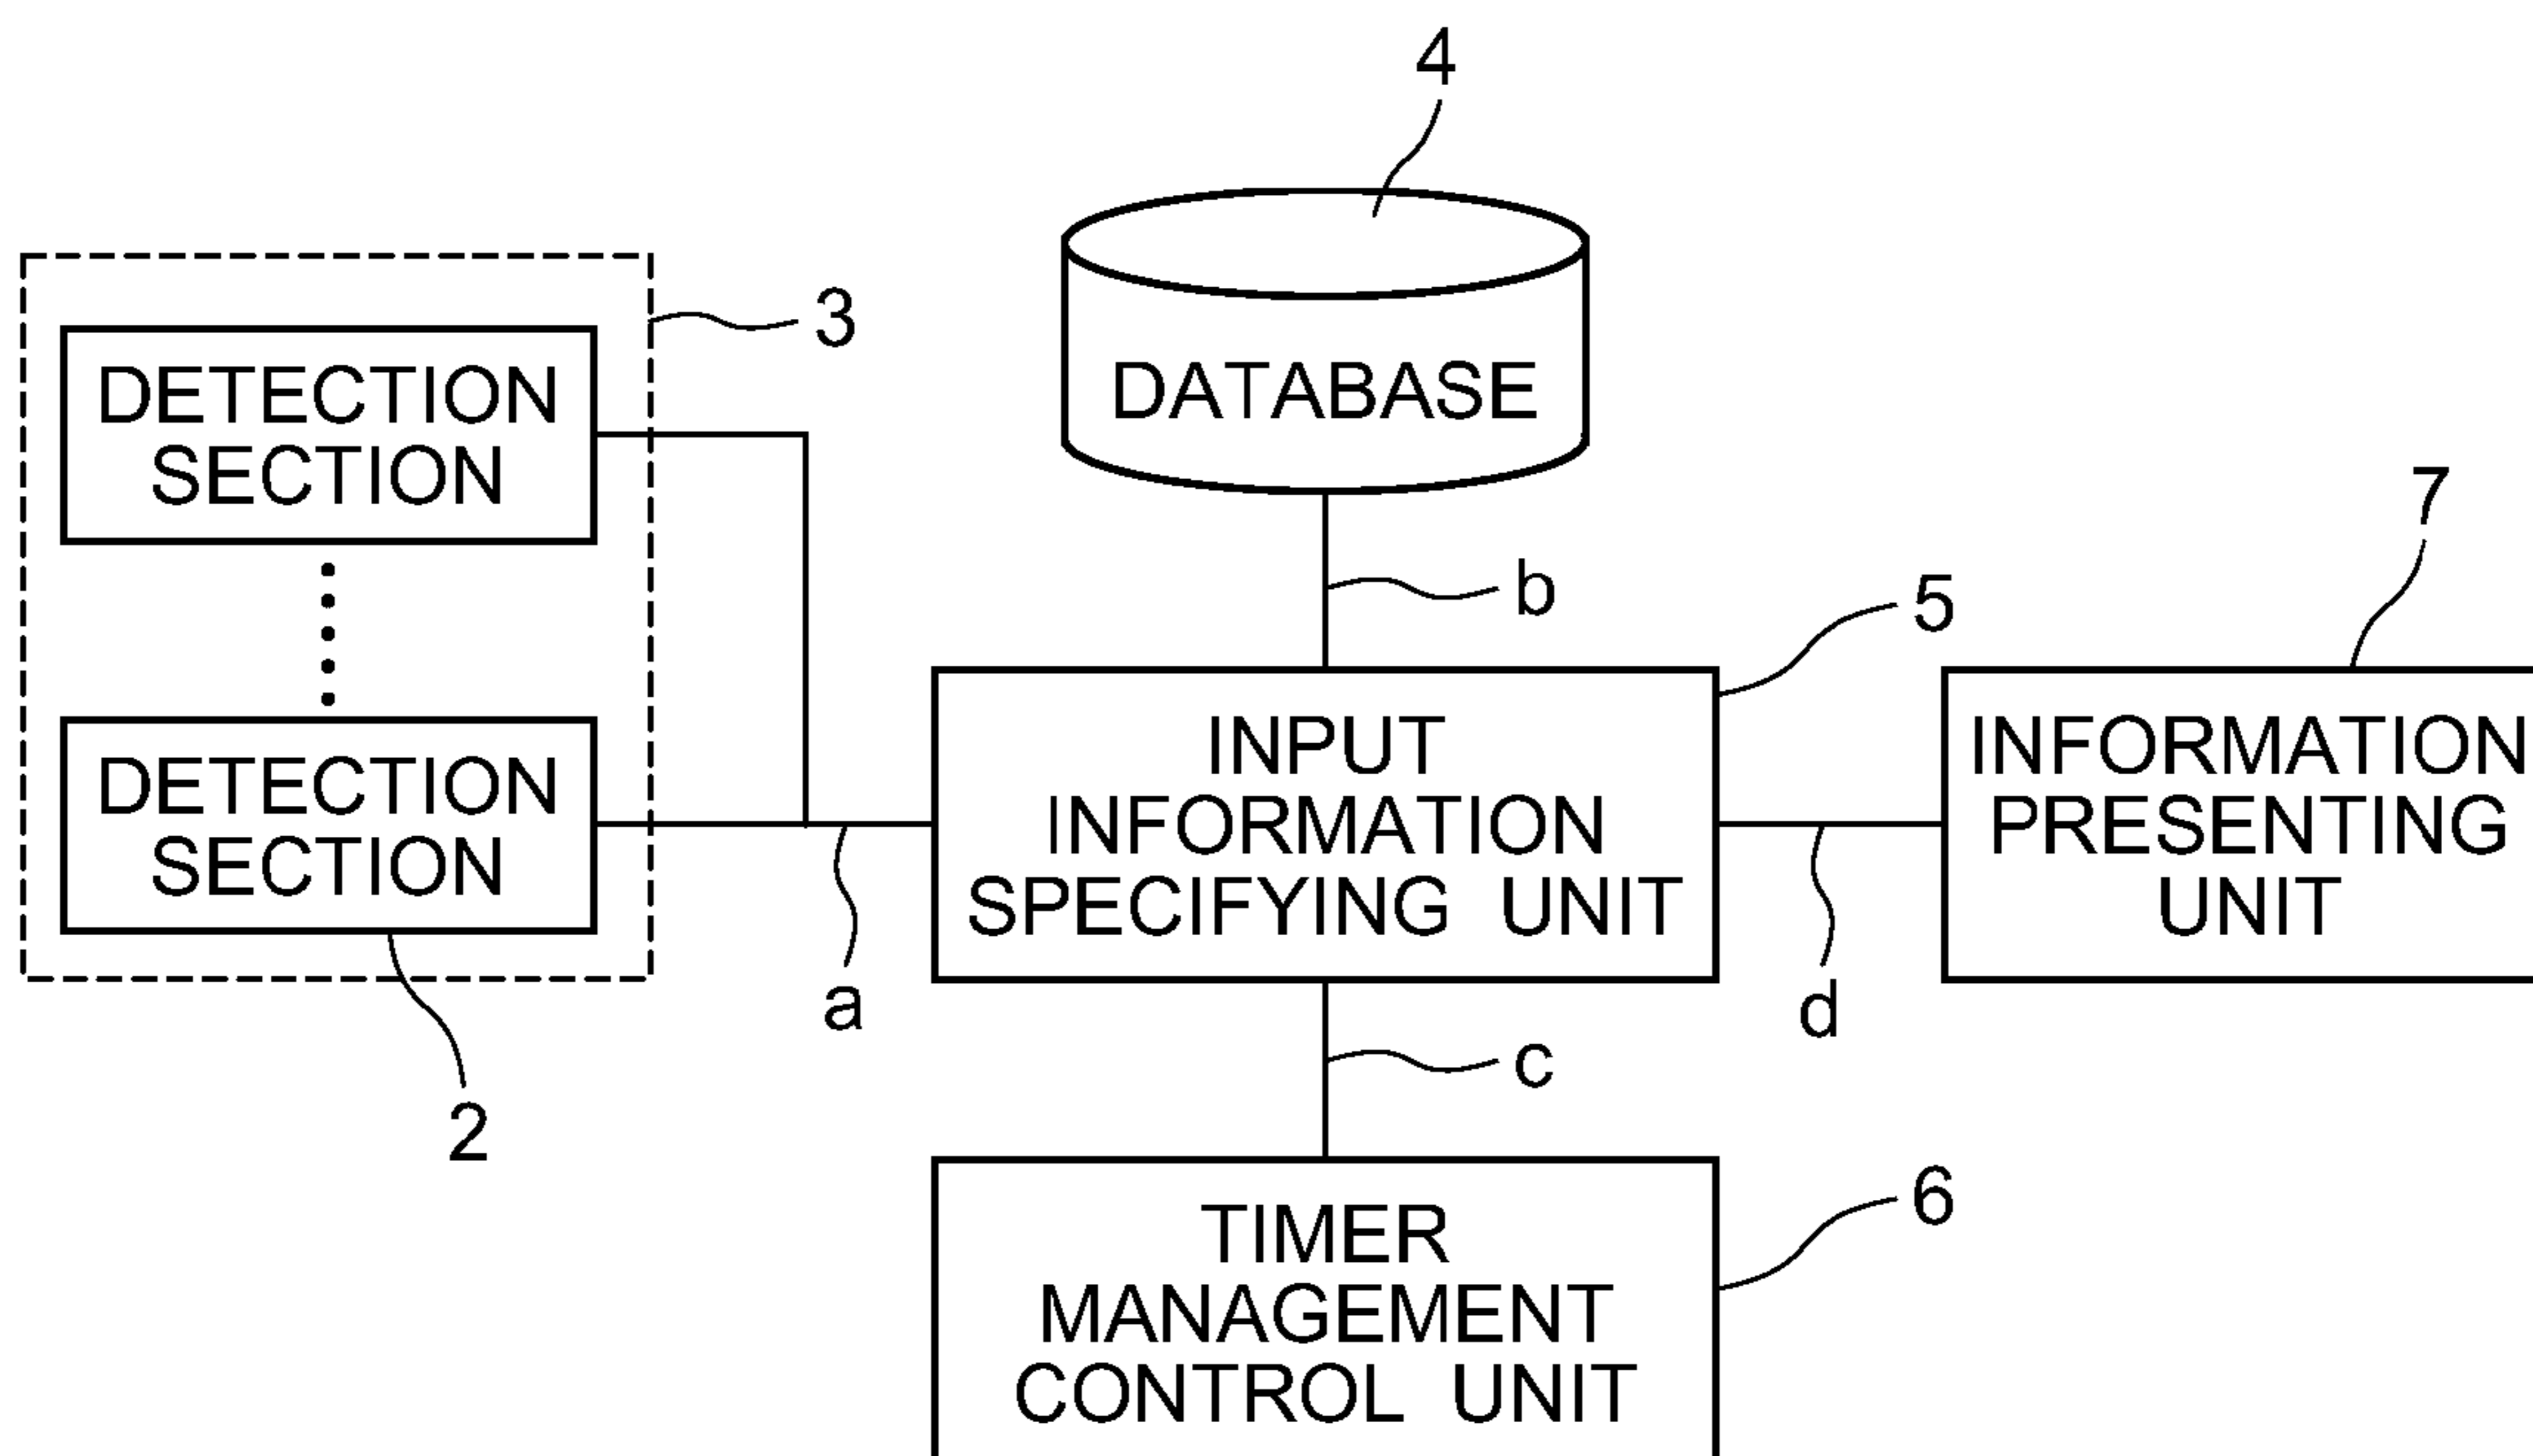 4
3
DETECTION
SECTION
DATABASE
7
b
5
DETECTION
SECTION
INPUT
INFORMATION
SPECIFYING UNIT
INFORMATION
PRESENTING
UNIT
a
d
c
2
6
TIMER
MANAGEMENT
CONTROL UNIT